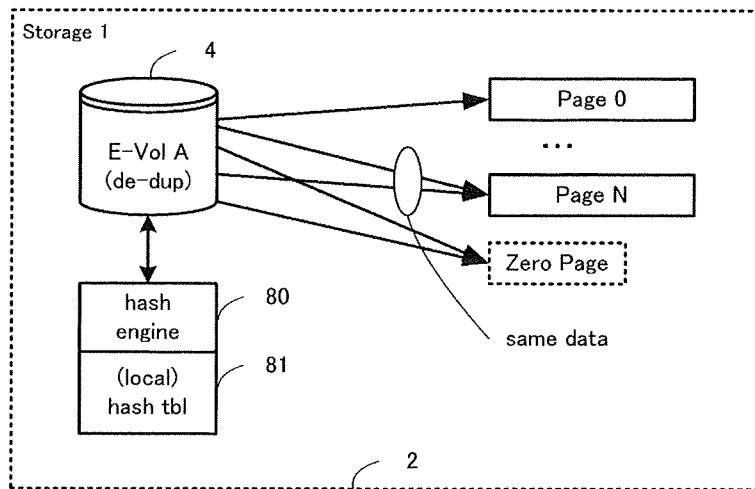 Storage 1
4
E-Vol A
(de-dup)
Page 0
...
Page N
Zero Page
hash
engine
80
same data
(local)
hash tbl
81
2